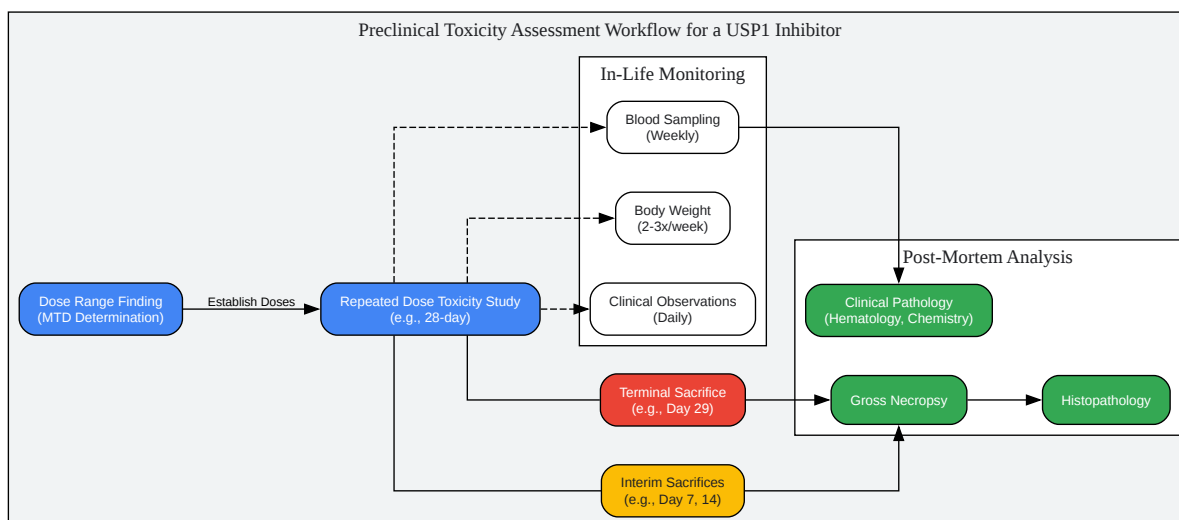 Preclinical Toxicity Assessment Workflow for a USP1 Inhibitor
In-Life Monitoring
Blood Sampling
(Weekly)
Body Weight
(2-3x/week)
Clinical Observations
(Daily)
Dose Range Finding
(MTD Determination)
Establish Doses
Repeated Dose Toxicity Study
(e.g., 28-day)
Post-Mortem Analysis
Clinical Pathology
(Hematology, Chemistry)
Terminal Sacrifice
(e.g., Day 29)
Gross Necropsy
Histopathology
Interim Sacrifices
(e.g., Day 7, 14)